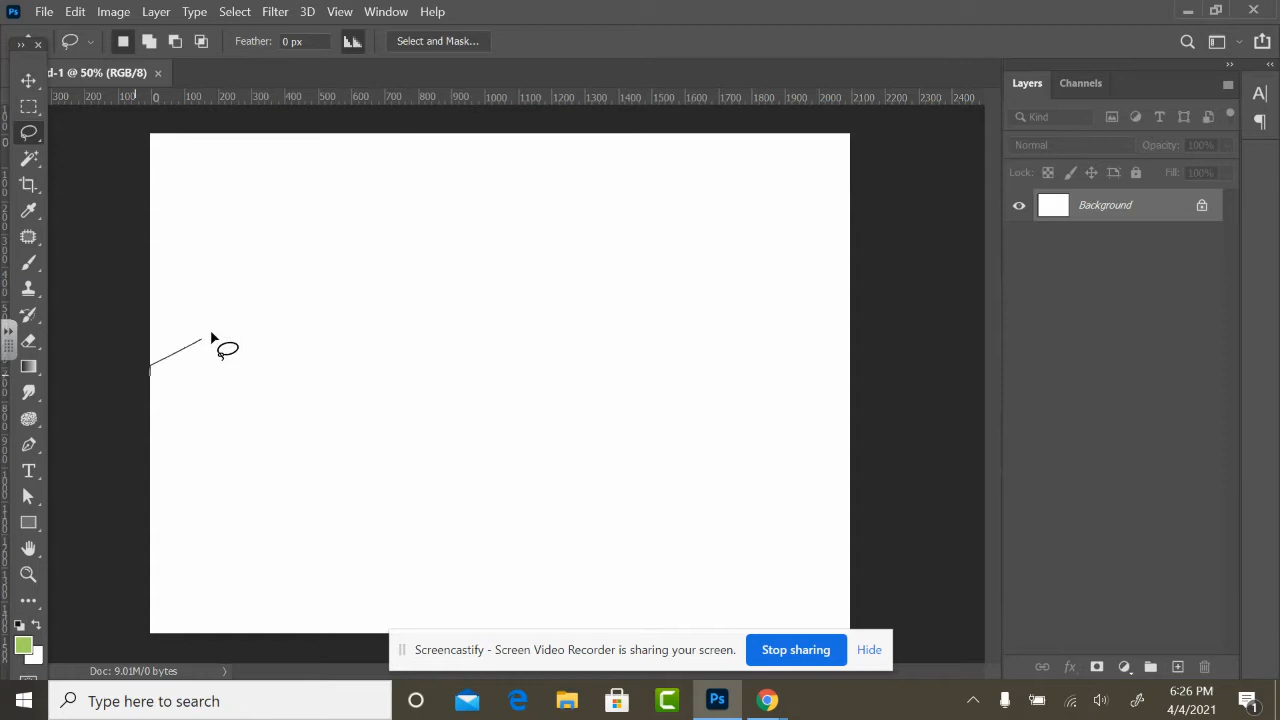 Ps File Edit Image Layer Type Select Filter 3D View Window Help
Feather: 0 px Select and Mask...
d-1 @ 50% (RGB/8) ×
300 200 100 0 100 200 300 400 500 600 700 800 900 1000 1100 1200 1300 1400 1500 1600 1700 1800 1900 2000 2100 2200 2300 2400
Layers Channels
Kind
Normal Opacity: 100%
Lock: Fill: 100%
Background
T
Doc: 9.01M/0 bytes
Screencastify - Screen Video Recorder is sharing your screen. Stop sharing Hide
fx
Type here to search
Ps
6:26 PM
4/4/2021
1